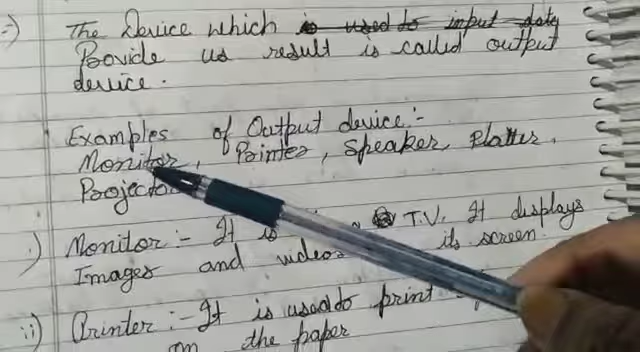 The Device which is used to input data
Provide us result is called output
device.
Examples of Output device:-
Monitor, Printer, Speaker, Plotter.
Projector
i) Monitor:- It is T.V. It displays
Images and videos its screen
ii) Printer:- It is used to print
on the paper